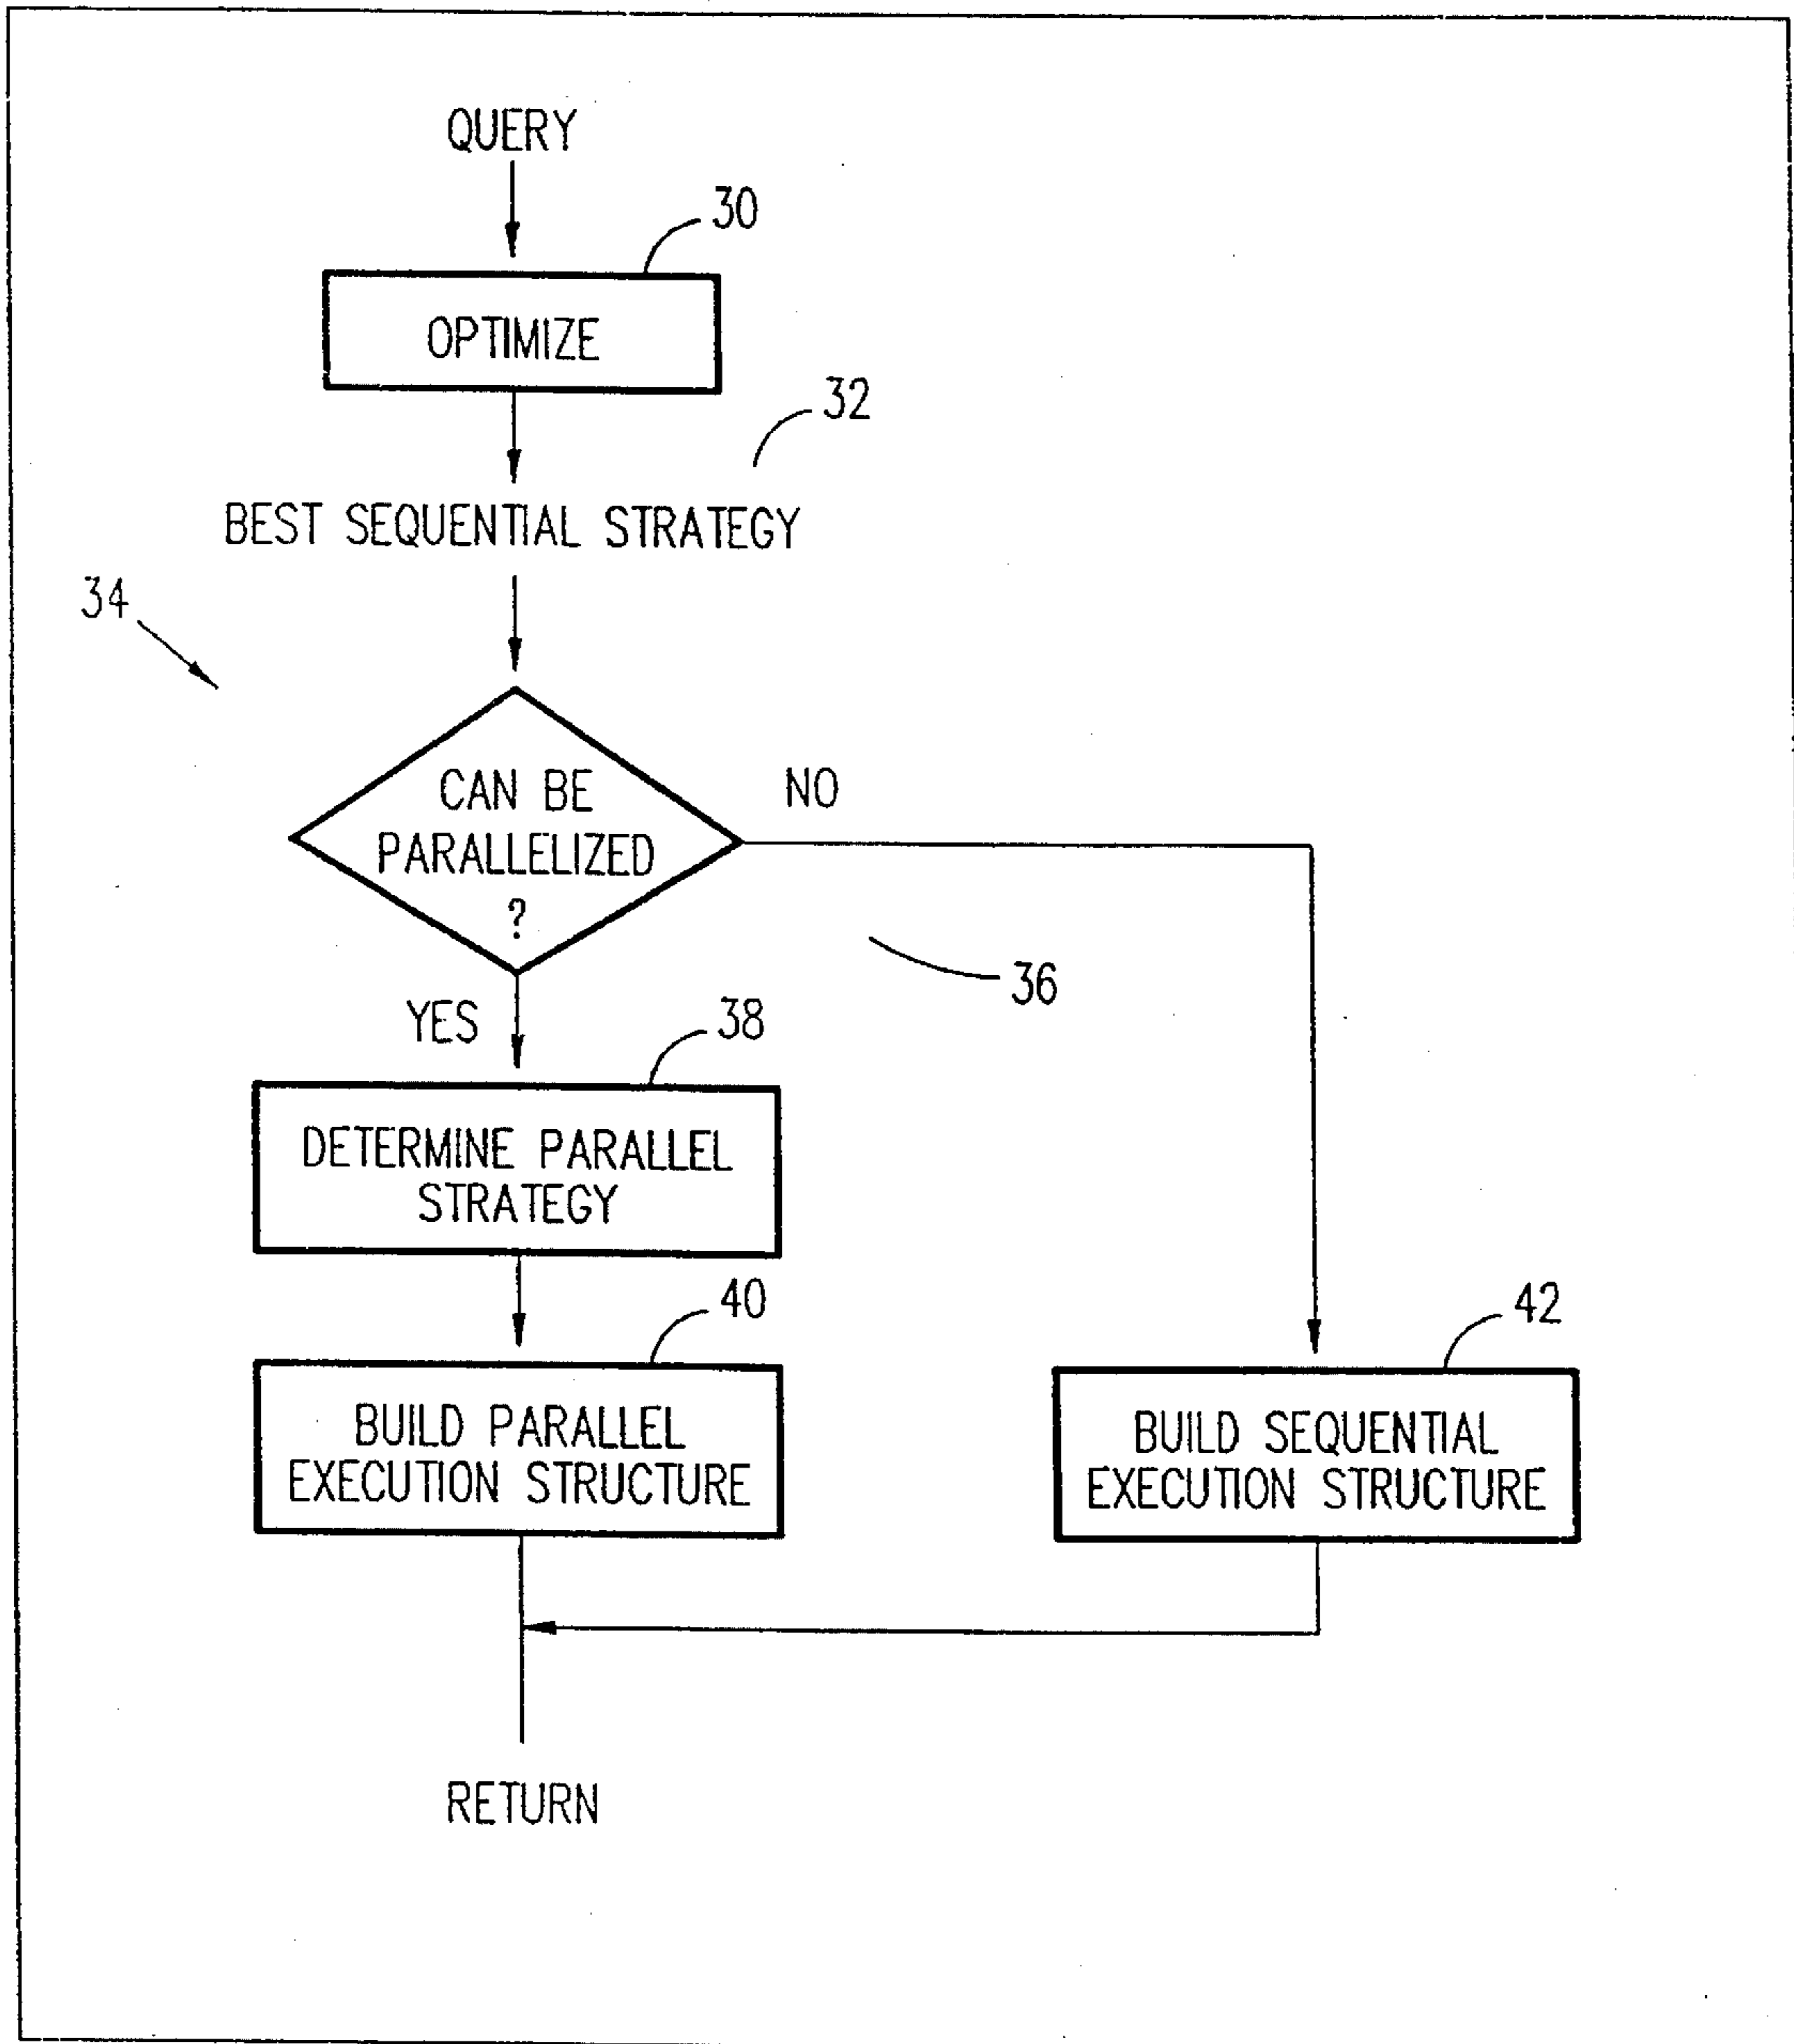 QUERY
30
OPTIMIZE
32
BEST SEQUENTIAL STRATEGY
34
CAN BE
PARALLELIZED
?
NO
36
YES
38
DETERMINE PARALLEL
STRATEGY
40
BUILD PARALLEL
EXECUTION STRUCTURE
42
BUILD SEQUENTIAL
EXECUTION STRUCTURE
RETURN